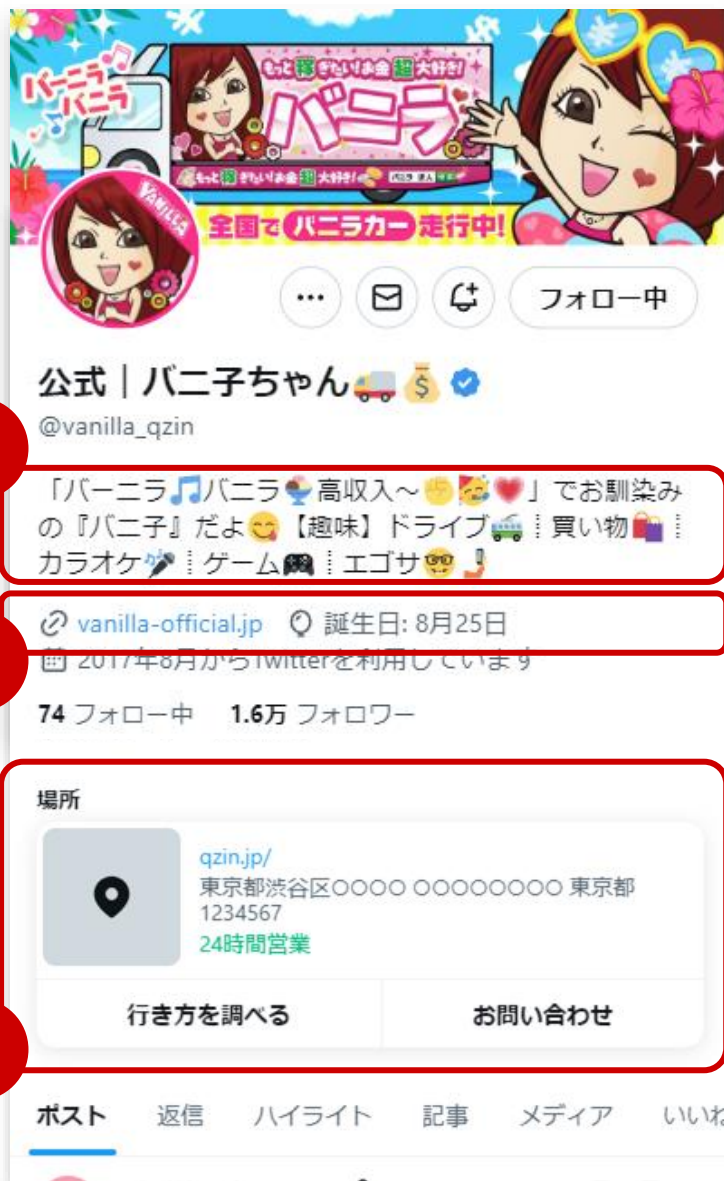 バーニラ
バニラ
もっと稼ぎたい!お金超大好き!
バニラ
もっと稼ぎたい!お金超大好き!
バニラ 求人
VANILLA
全国でバニラカー走行中!
フォロー中
公式｜バニ子ちゃん🚚💰
@vanilla_qzin
「バーニラ🎵バニラ🍨高収入～✊🥳💗」でお馴染み
の『バニ子』だよ😋【趣味】ドライブ🚎┊買い物🛍┊
カラオケ🎤┊ゲーム🎮┊エゴサ🤓🤳
vanilla-official.jp 誕生日: 8月25日
2017年8月からTwitterを利用しています
74 フォロー中 1.6万 フォロワー
場所
qzin.jp/
東京都渋谷区○○○○ ○○○○○○○○ 東京都
1234567
24時間営業
行き方を調べる お問い合わせ
ポスト 返信 ハイライト 記事 メディア いいね